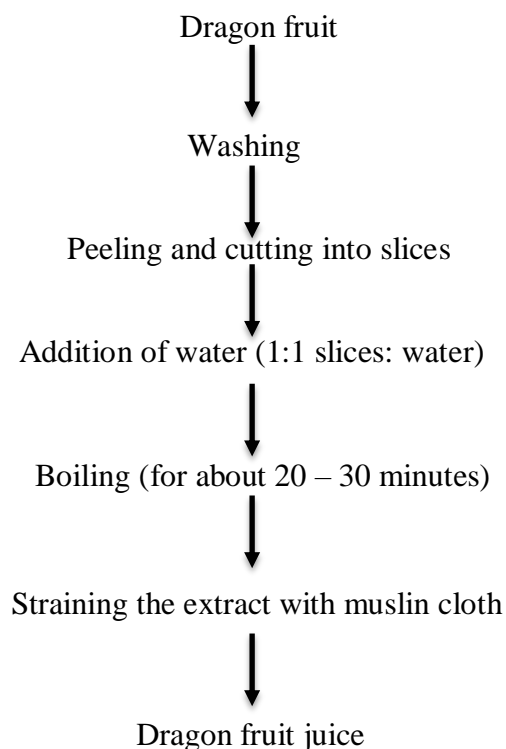 Dragon fruit
Washing
Peeling and cutting into slices
Addition of water (1:1 slices: water)
Boiling (for about 20 – 30 minutes)
Straining the extract with muslin cloth
Dragon fruit juice